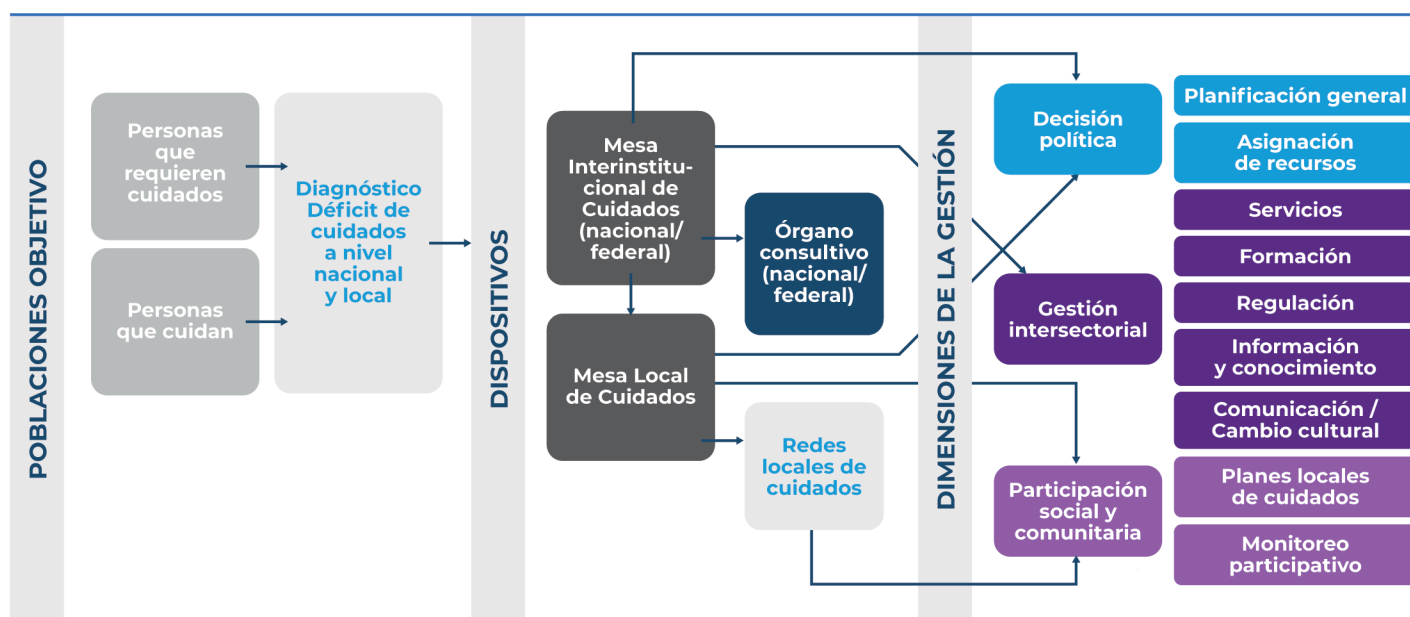 POBLACIONES OBJETIVO
Personas
que
requieren
cuidados
Personas
que cuidan
Diagnóstico
Déficit de
cuidados
a nivel
nacional
y local
DISPOSITIVOS
Mesa
Interinstitu-
cional de
Cuidados
(nacional/
federal)
Órgano
consultivo
(nacional/
federal)
Mesa Local
de Cuidados
Redes
locales de
cuidados
DIMENSIONES DE LA GESTIÓN
Decisión
política
Planificación general
Asignación
de recursos
Gestión
intersectorial
Servicios
Formación
Regulación
Información
y conocimiento
Comunicación /
Cambio cultural
Participación
social y
comunitaria
Planes locales
de cuidados
Monitoreo
participativo